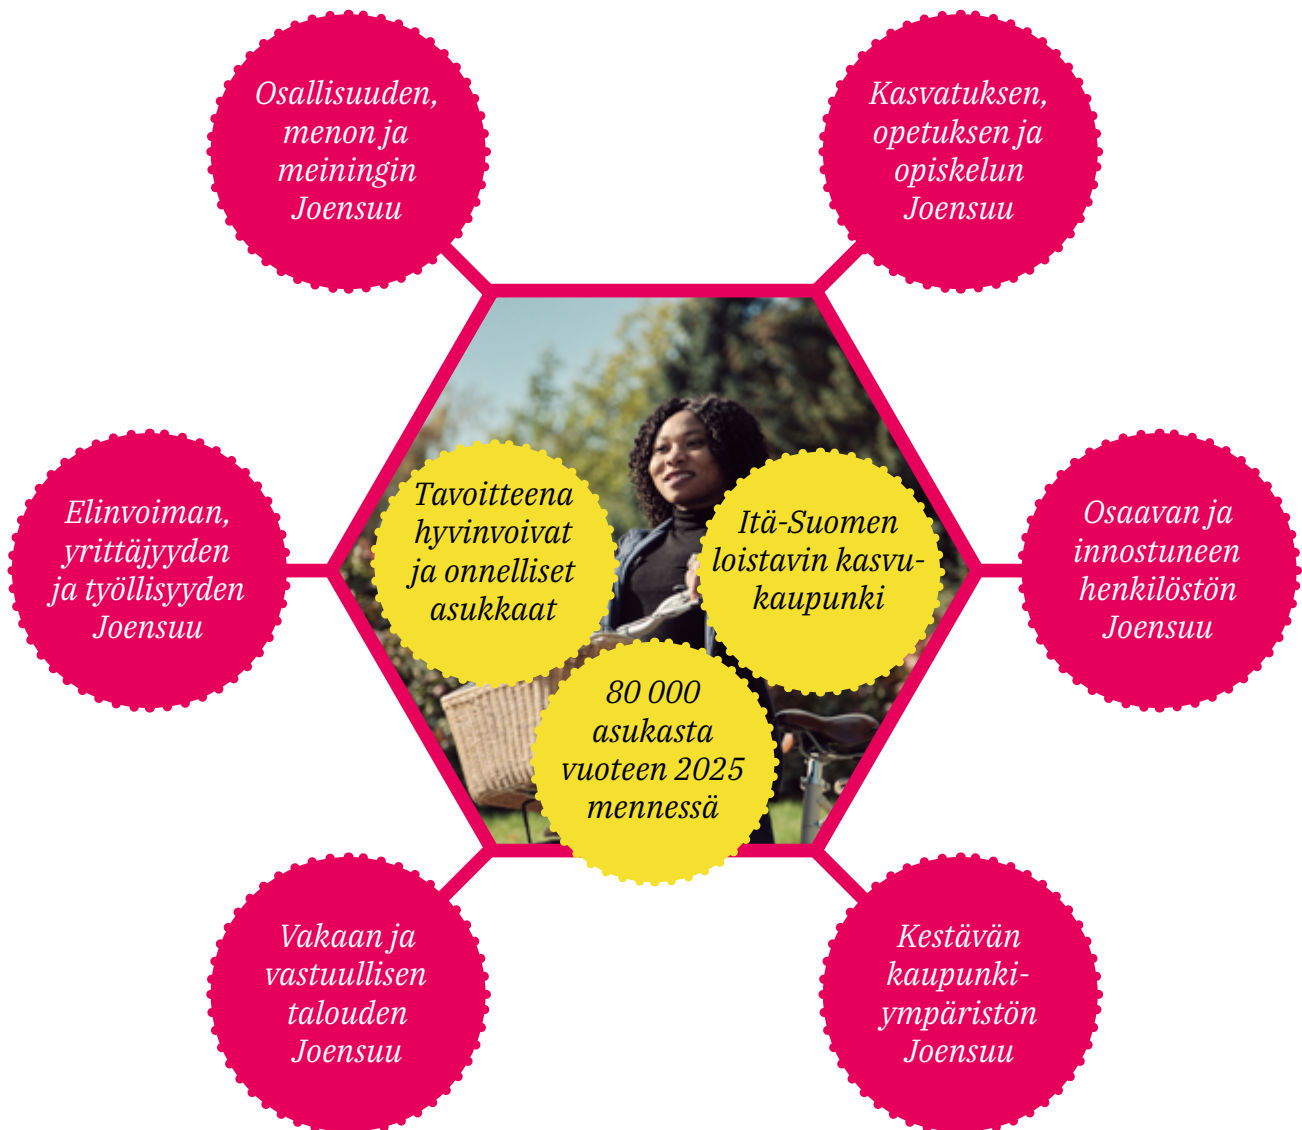 Osallisuuden,
menon ja
meiningin
Joensuu
Kasvatuksen,
opetuksen ja
opiskelun
Joensuu
Elinvoiman,
yrittäjyyden
ja työllisyyden
Joensuu
Tavoitteena
hyvinvoivat
ja onnelliset
asukkaat
Itä-Suomen
loistavin kasvu-
kaupunki
80 000
asukasta
vuoteen 2025
mennessä
Osaavan ja
innostuneen
henkilöstön
Joensuu
Vakaan ja
vastuullisen
talouden
Joensuu
Kestävän
kaupunki-
ympäristön
Joensuu